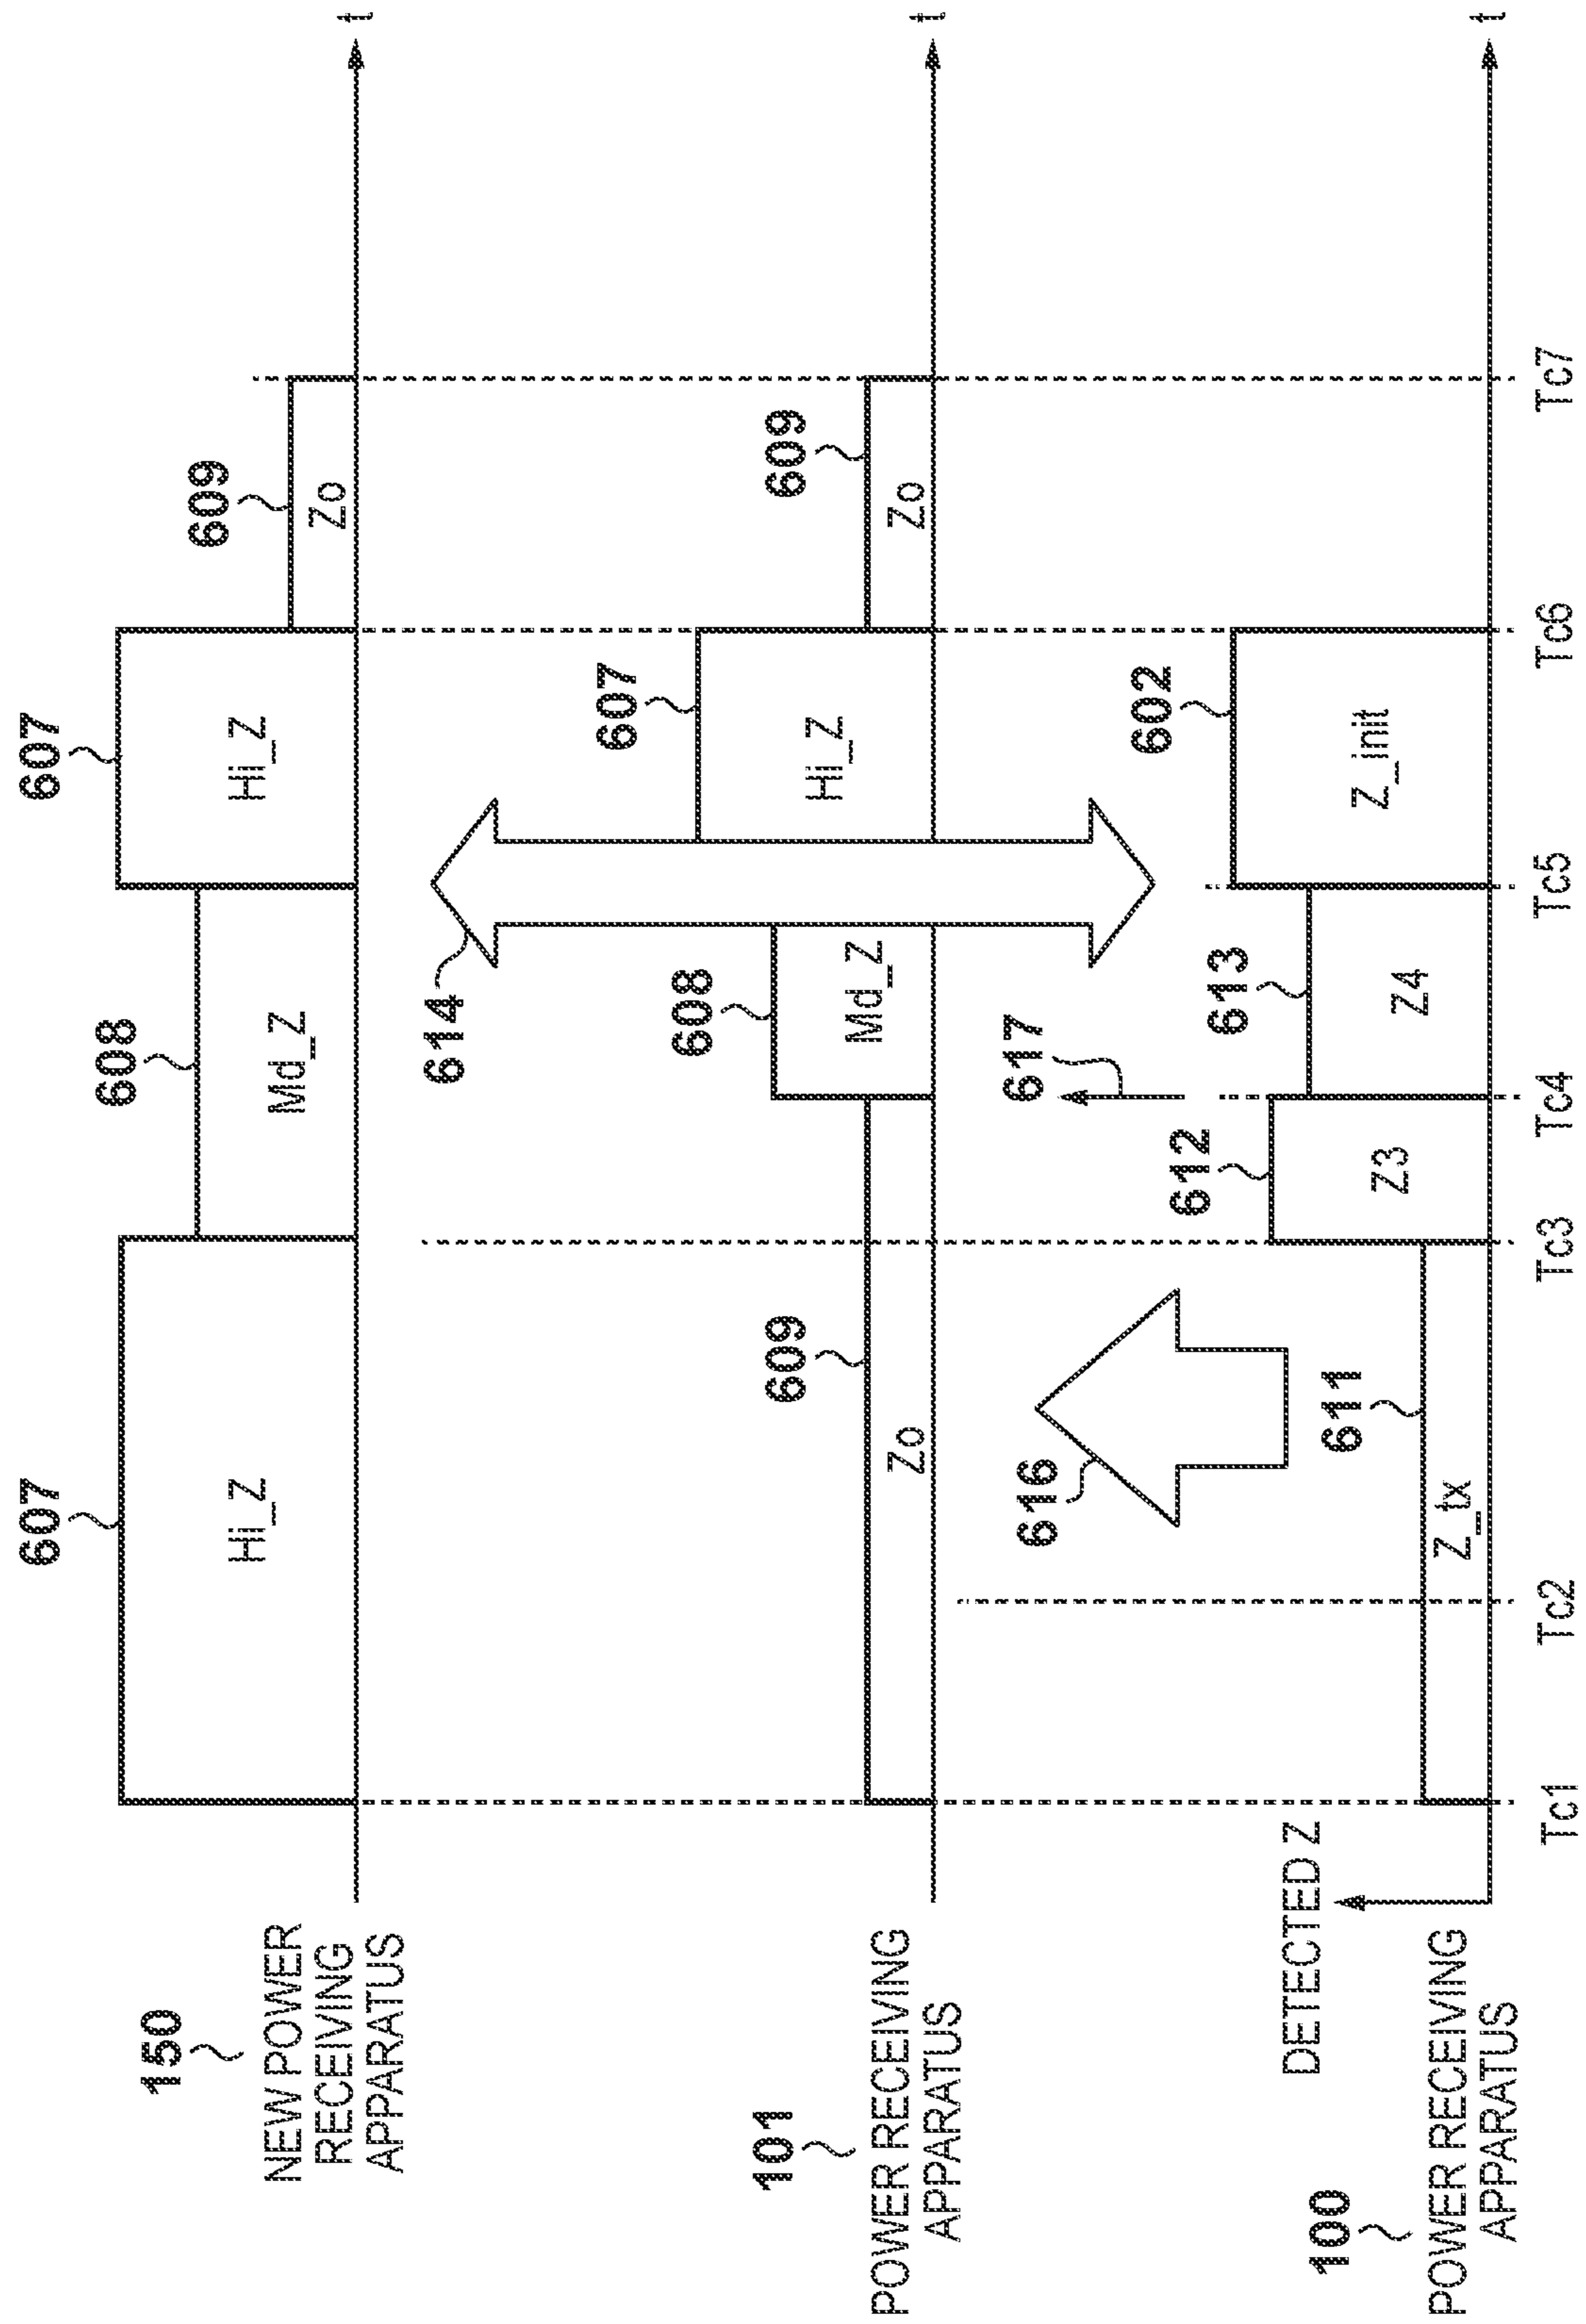 150
NEW POWER
RECEIVING
APPARATUS
607
Hi_Z
608
Md_Z
607
Hi_Z
609
Zo
t
101
POWER RECEIVING
APPARATUS
609
Zo
608
Md_Z
614
607
Hi_Z
609
Zo
t
100
POWER RECEIVING
APPARATUS
DETECTED Z
616
611
Z_tx
612
Z3
617
613
Z4
602
Z_init
t
Tc1
Tc2
Tc3
Tc4
Tc5
Tc6
Tc7